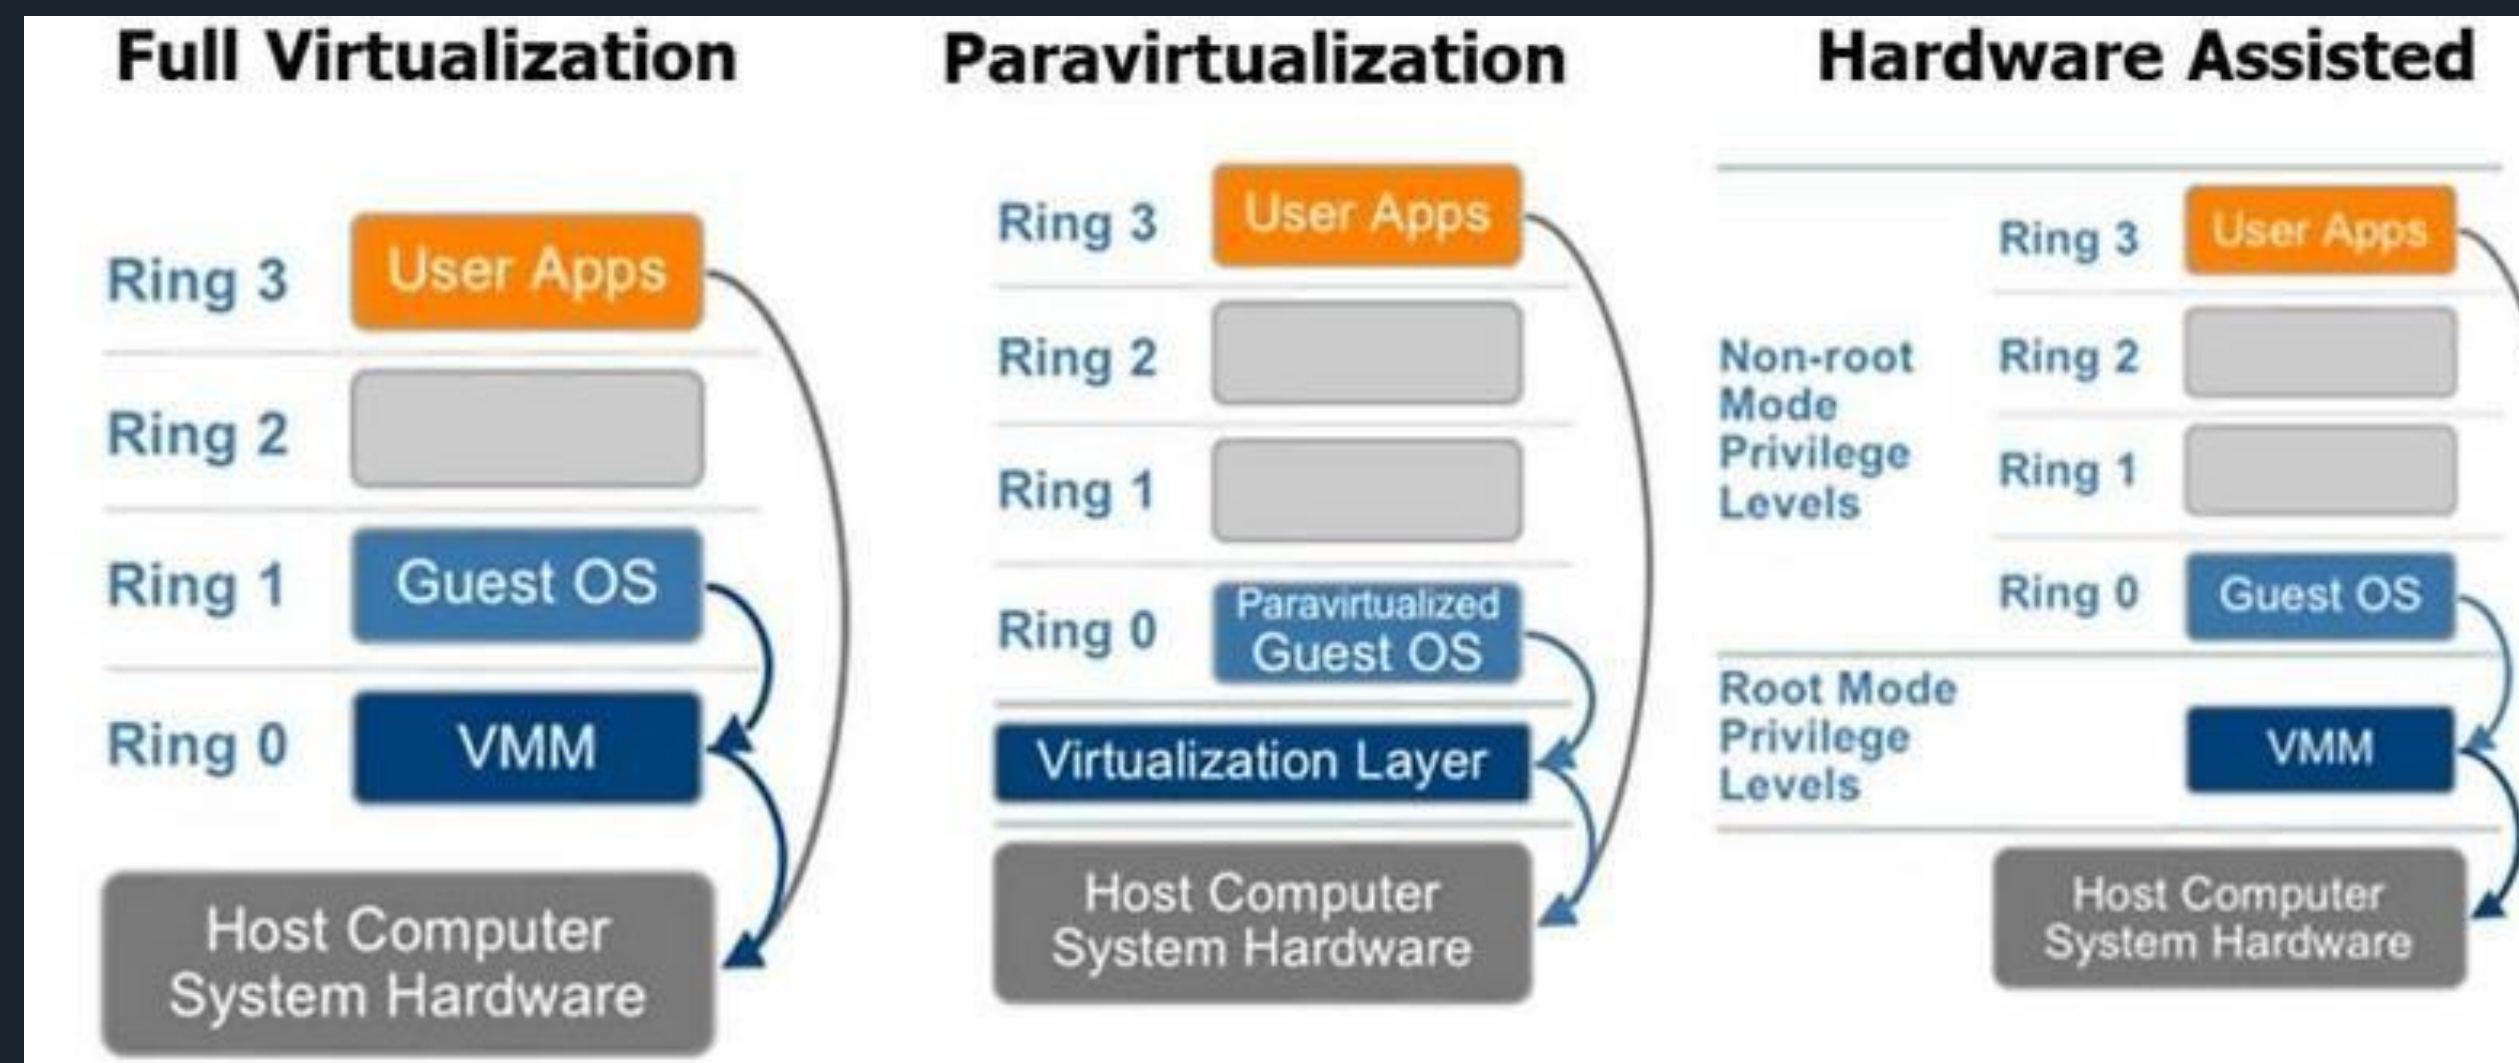 Full Virtualization
Ring 3
User Apps
Ring 2
Ring 1
Guest OS
Ring 0
VMM
Host Computer
System Hardware
Paravirtualization
Ring 3
User Apps
Ring 2
Ring 1
Ring 0
Paravirtualized
Guest OS
Virtualization Layer
Host Computer
System Hardware
Hardware Assisted
Non-root
Mode
Privilege
Levels
Ring 3
User Apps
Ring 2
Ring 1
Ring 0
Guest OS
Root Mode
Privilege
Levels
VMM
Host Computer
System Hardware